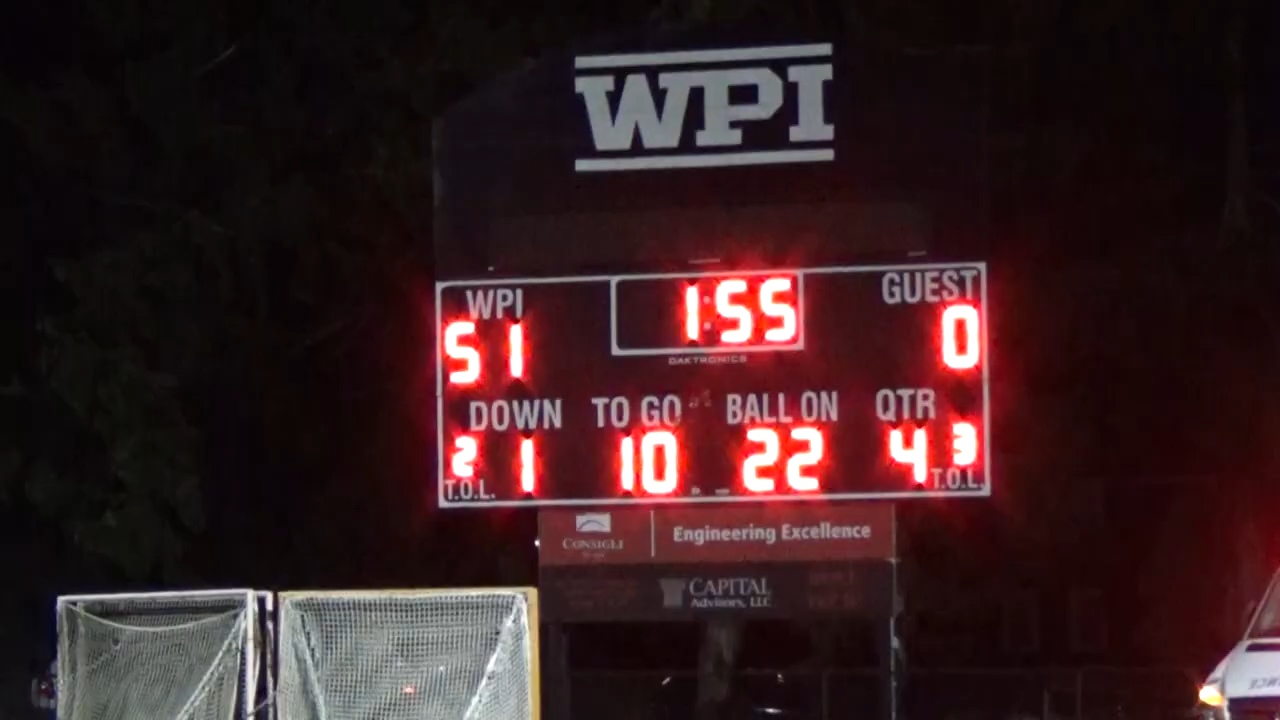 WPI
WPI 1:55 GUEST
51 0
DAKTRONICS
DOWN TO GO BALL ON QTR
2 1 10 22 4 3
T.O.L. T.O.L.
CONSIGLI Engineering Excellence
CAPITAL
Advisors, LLC